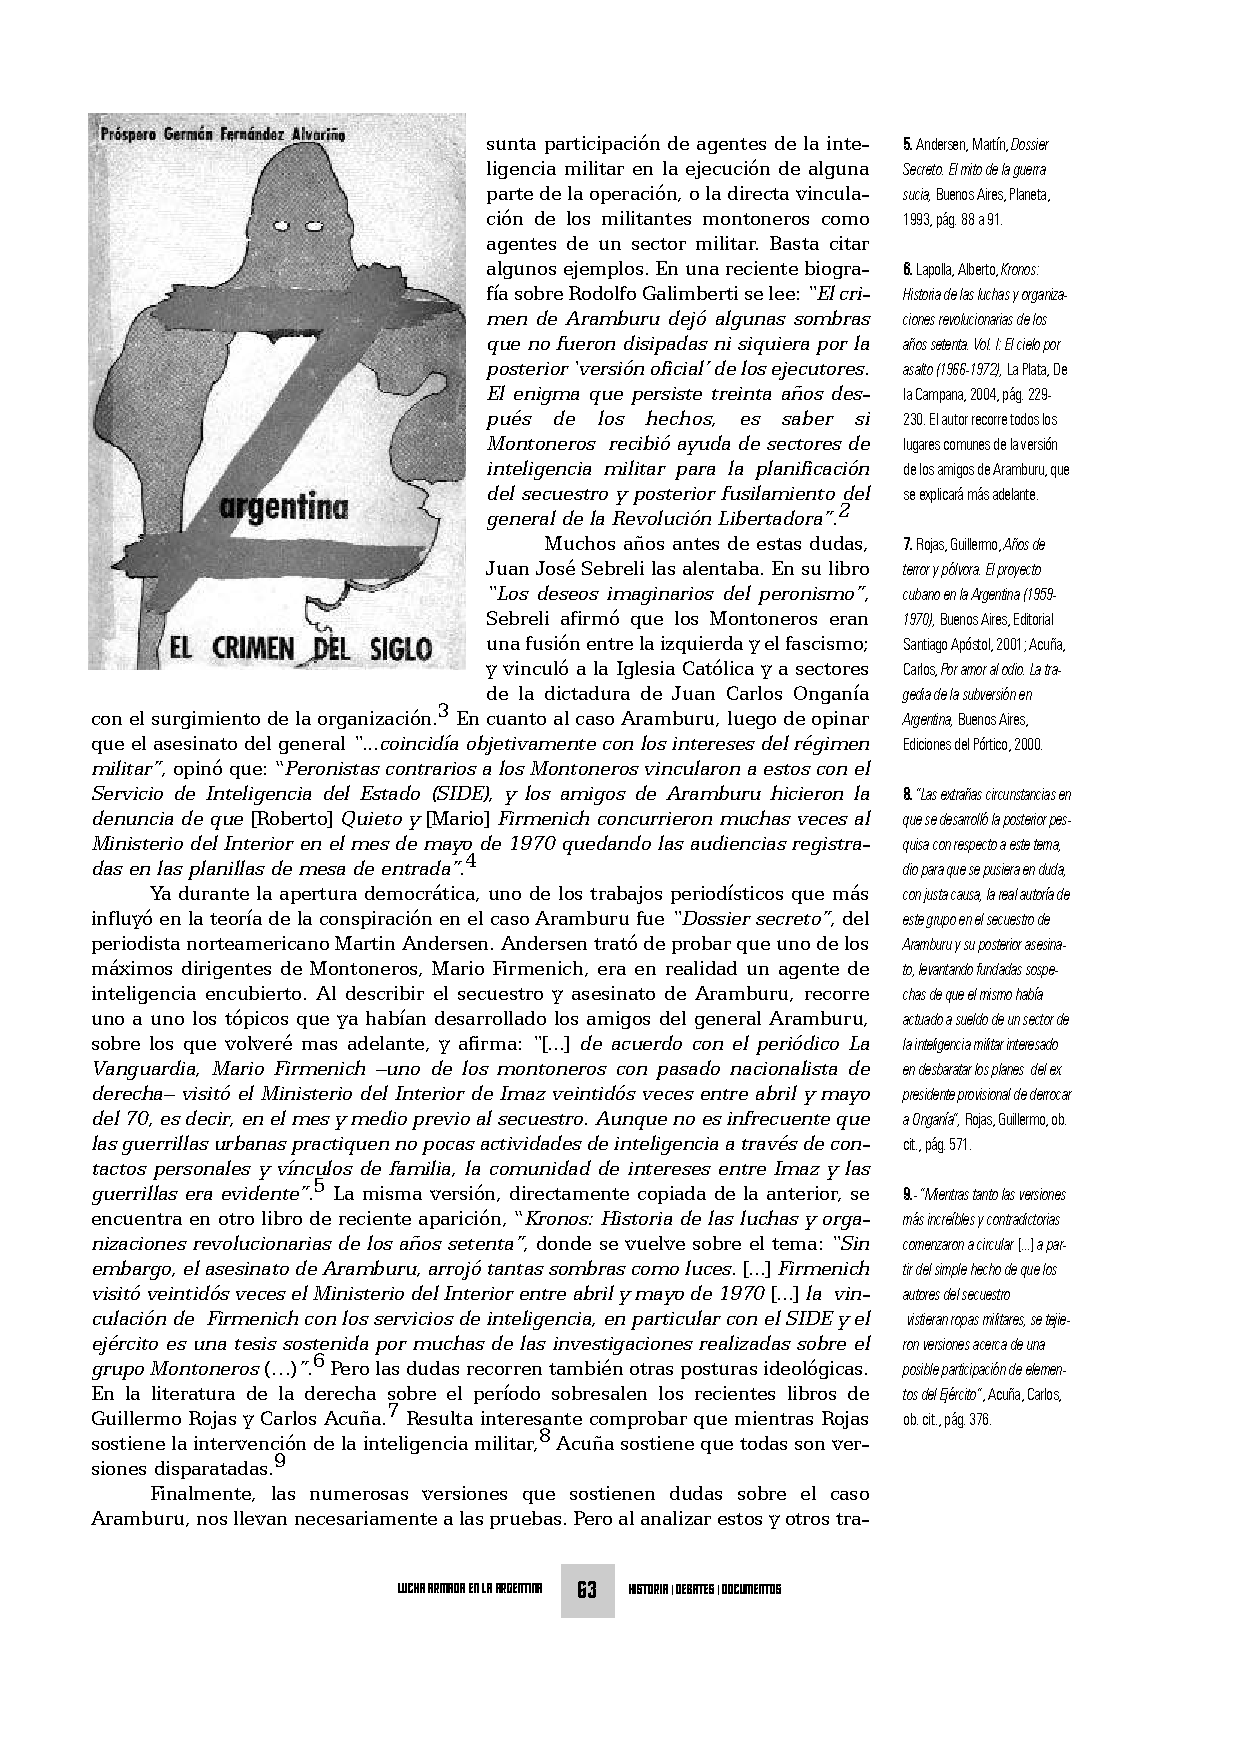 Próspero Germán Fernández Alvariño
argentina
EL CRIMEN DEL SIGLO
sunta participación de agentes de la inte-
ligencia militar en la ejecución de alguna
parte de la operación, o la directa vincula-
ción de los militantes montoneros como
agentes de un sector militar. Basta citar
algunos ejemplos. En una reciente biogra-
fía sobre Rodolfo Galimberti se lee: “El cri-
men de Aramburu dejó algunas sombras
que no fueron disipadas ni siquiera por la
posterior ‘versión oficial’ de los ejecutores.
El enigma que persiste treinta años des-
pués de los hechos, es saber si
Montoneros recibió ayuda de sectores de
inteligencia militar para la planificación
del secuestro y posterior fusilamiento del
general de la Revolución Libertadora”.2
Muchos años antes de estas dudas,
Juan José Sebreli las alentaba. En su libro
“Los deseos imaginarios del peronismo”,
Sebreli afirmó que los Montoneros eran
una fusión entre la izquierda y el fascismo;
y vinculó a la Iglesia Católica y a sectores
de la dictadura de Juan Carlos Onganía
con el surgimiento de la organización.3 En cuanto al caso Aramburu, luego de opinar
que el asesinato del general “...coincidía objetivamente con los intereses del régimen
militar”, opinó que: “Peronistas contrarios a los Montoneros vincularon a estos con el
Servicio de Inteligencia del Estado (SIDE), y los amigos de Aramburu hicieron la
denuncia de que [Roberto] Quieto y [Mario] Firmenich concurrieron muchas veces al
Ministerio del Interior en el mes de mayo de 1970 quedando las audiencias registra-
das en las planillas de mesa de entrada”.4
Ya durante la apertura democrática, uno de los trabajos periodísticos que más
influyó en la teoría de la conspiración en el caso Aramburu fue “Dossier secreto”, del
periodista norteamericano Martin Andersen. Andersen trató de probar que uno de los
máximos dirigentes de Montoneros, Mario Firmenich, era en realidad un agente de
inteligencia encubierto. Al describir el secuestro y asesinato de Aramburu, recorre
uno a uno los tópicos que ya habían desarrollado los amigos del general Aramburu,
sobre los que volveré mas adelante, y afirma: “[...] de acuerdo con el periódico La
Vanguardia, Mario Firmenich –uno de los montoneros con pasado nacionalista de
derecha– visitó el Ministerio del Interior de Imaz veintidós veces entre abril y mayo
del 70, es decir, en el mes y medio previo al secuestro. Aunque no es infrecuente que
las guerrillas urbanas practiquen no pocas actividades de inteligencia a través de con-
tactos personales y vínculos de familia, la comunidad de intereses entre Imaz y las
guerrillas era evidente”.5 La misma versión, directamente copiada de la anterior, se
encuentra en otro libro de reciente aparición, “Kronos: Historia de las luchas y orga-
nizaciones revolucionarias de los años setenta”, donde se vuelve sobre el tema: “Sin
embargo, el asesinato de Aramburu, arrojó tantas sombras como luces. [...] Firmenich
visitó veintidós veces el Ministerio del Interior entre abril y mayo de 1970 [...] la vin-
culación de Firmenich con los servicios de inteligencia, en particular con el SIDE y el
ejército es una tesis sostenida por muchas de las investigaciones realizadas sobre el
grupo Montoneros (…)”.6 Pero las dudas recorren también otras posturas ideológicas.
En la literatura de la derecha sobre el período sobresalen los recientes libros de
Guillermo Rojas y Carlos Acuña.7 Resulta interesante comprobar que mientras Rojas
sostiene la intervención de la inteligencia militar,8 Acuña sostiene que todas son ver-
siones disparatadas.9
Finalmente, las numerosas versiones que sostienen dudas sobre el caso
Aramburu, nos llevan necesariamente a las pruebas. Pero al analizar estos y otros tra-
5. Andersen, Martín, Dossier
Secreto. El mito de la guerra
sucia, Buenos Aires, Planeta,
1993, pág. 88 a 91.
6. Lapolla, Alberto, Kronos:
Historia de las luchas y organiza-
ciones revolucionarias de los
años setenta. Vol. I: El cielo por
asalto (1966-1972), La Plata, De
la Campana, 2004, pág. 229-
230. El autor recorre todos los
lugares comunes de la versión
de los amigos de Aramburu, que
se explicará más adelante.
7. Rojas, Guillermo, Años de
terror y pólvora. El proyecto
cubano en la Argentina (1959-
1970), Buenos Aires, Editorial
Santiago Apóstol, 2001; Acuña,
Carlos, Por amor al odio. La tra-
gedia de la subversión en
Argentina, Buenos Aires,
Ediciones del Pórtico, 2000.
8. “Las extrañas circunstancias en
que se desarrolló la posterior pes-
quisa con respecto a este tema,
dio para que se pusiera en duda,
con justa causa, la real autoría de
este grupo en el secuestro de
Aramburu y su posterior asesina-
to, levantando fundadas sospe-
chas de que el mismo había
actuado a sueldo de un sector de
la inteligencia militar interesado
en desbaratar los planes del ex
presidente provisional de derrocar
a Onganía”, Rojas, Guillermo, ob.
cit., pág. 571.
9.- “Mientras tanto las versiones
más increíbles y contradictorias
comenzaron a circular [...] a par-
tir del simple hecho de que los
autores del secuestro
vistieran ropas militares, se tejie-
ron versiones acerca de una
posible participación de elemen-
tos del Ejército”, Acuña, Carlos,
ob. cit., pág. 376.
LUCHA ARMADA EN LA ARGENTINA 63 HISTORIA | DEBATES | DOCUMENTOS